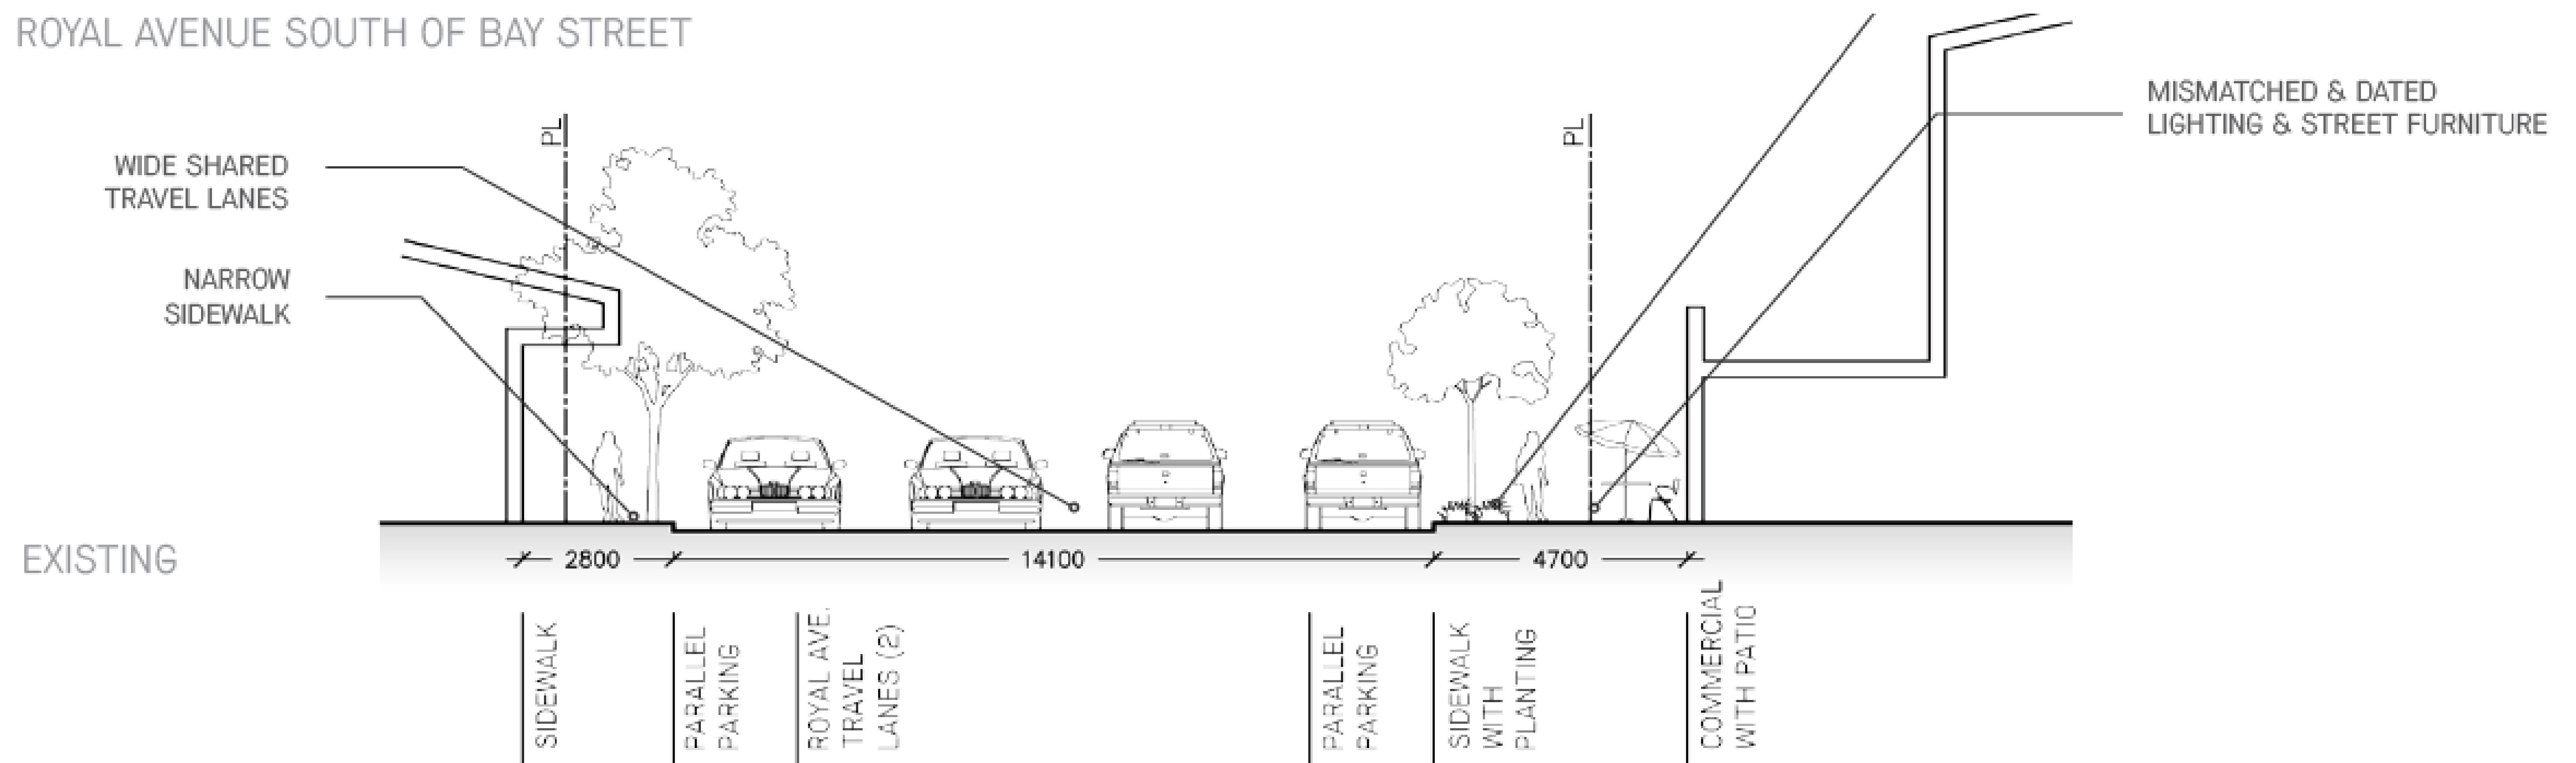 ROYAL AVENUE SOUTH OF BAY STREET
MISMATCHED & DATED
LIGHTING & STREET FURNITURE
PL
PL
WIDE SHARED
TRAVEL LANES
NARROW
SIDEWALK
EXISTING
2800
14100
4700
SIDEWALK
PARALLEL
PARKING
ROYAL AVE.
TRAVEL
LANES (2)
PARALLEL
PARKING
SIDEWALK
WITH
PLANTING
COMMERCIAL
WITH PATIO